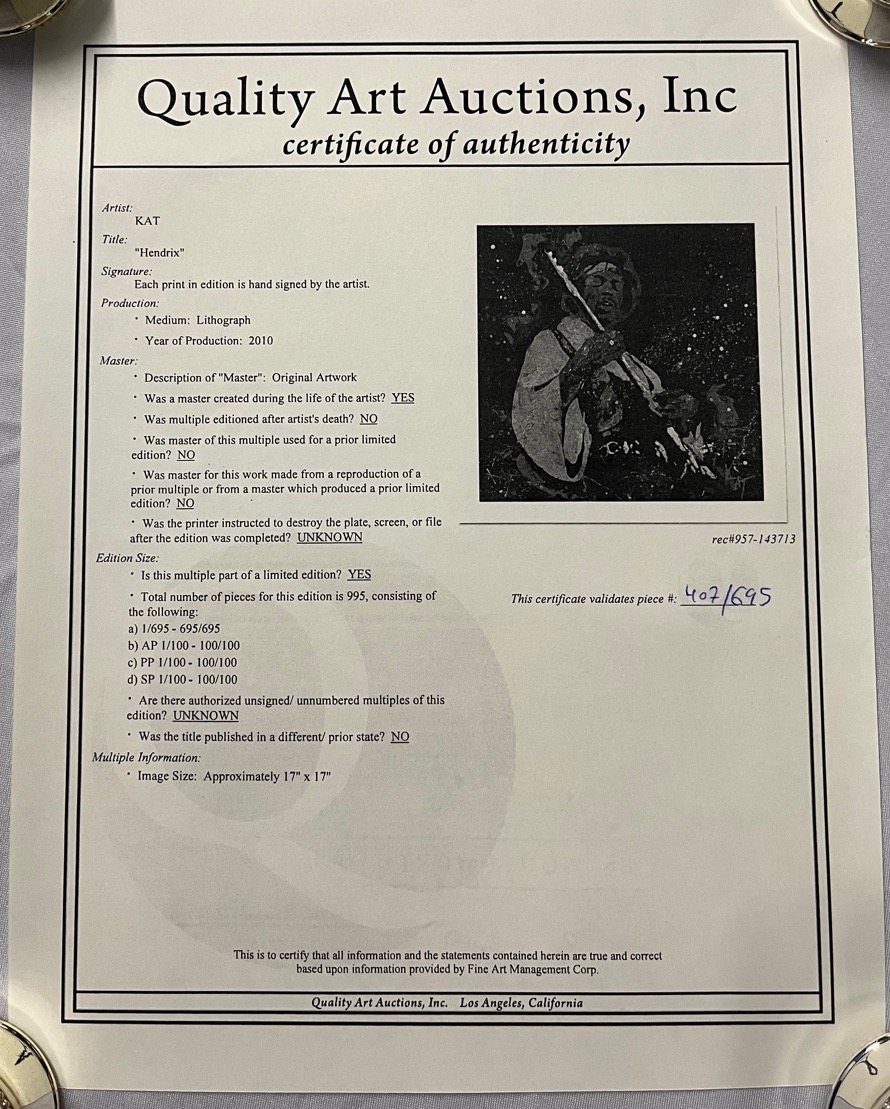 Quality Art Auctions, Inc
certificate of authenticity
Artist:
KAT
Title:
"Hendrix"
Signature:
Each print in edition is hand signed by the artist.
Production:
· Medium: Lithograph
· Year of Production: 2010
Master:
· Description of "Master": Original Artwork
· Was a master created during the life of the artist? YES
· Was multiple editioned after artist's death? NO
· Was master of this multiple used for a prior limited
edition? NO
· Was master for this work made from a reproduction of a
prior multiple or from a master which produced a prior limited
edition? NO
· Was the printer instructed to destroy the plate, screen, or file
after the edition was completed? UNKNOWN
Edition Size:
· Is this multiple part of a limited edition? YES
· Total number of pieces for this edition is 995, consisting of
the following:
a) 1/695 - 695/695
b) AP 1/100 - 100/100
c) PP 1/100 - 100/100
d) SP 1/100 - 100/100
· Are there authorized unsigned/ unnumbered multiples of this
edition? UNKNOWN
· Was the title published in a different/ prior state? NO
Multiple Information:
· Image Size: Approximately 17" x 17"
KAT
rec#957-143713
This certificate validates piece #: 407/695
This is to certify that all information and the statements contained herein are true and correct
based upon information provided by Fine Art Management Corp.
Quality Art Auctions, Inc. Los Angeles, California